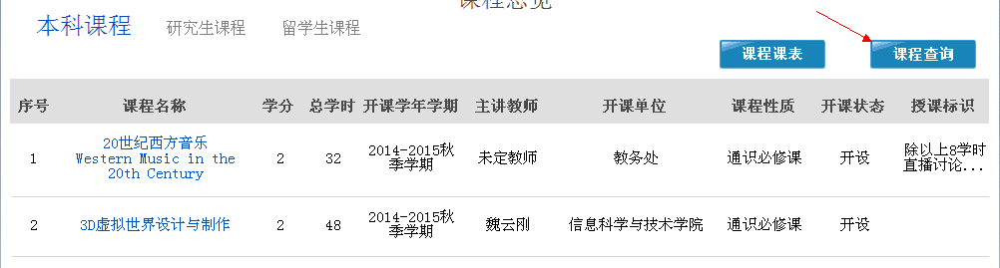 课程总览
本科课程 研究生课程 留学生课程
课程课表 课程查询
序号 课程名称 学分 总学时 开课学年学期 主讲教师 开课单位 课程性质 开课状态 授课标识
1 20世纪西方音乐 Western Music in the 20th Century 2 32 2014-2015秋季学期 未定教师 教务处 通识必修课 开设 除以上8学时直播讨论...
2 3D虚拟世界设计与制作 2 48 2014-2015秋季学期 魏云刚 信息科学与技术学院 通识必修课 开设